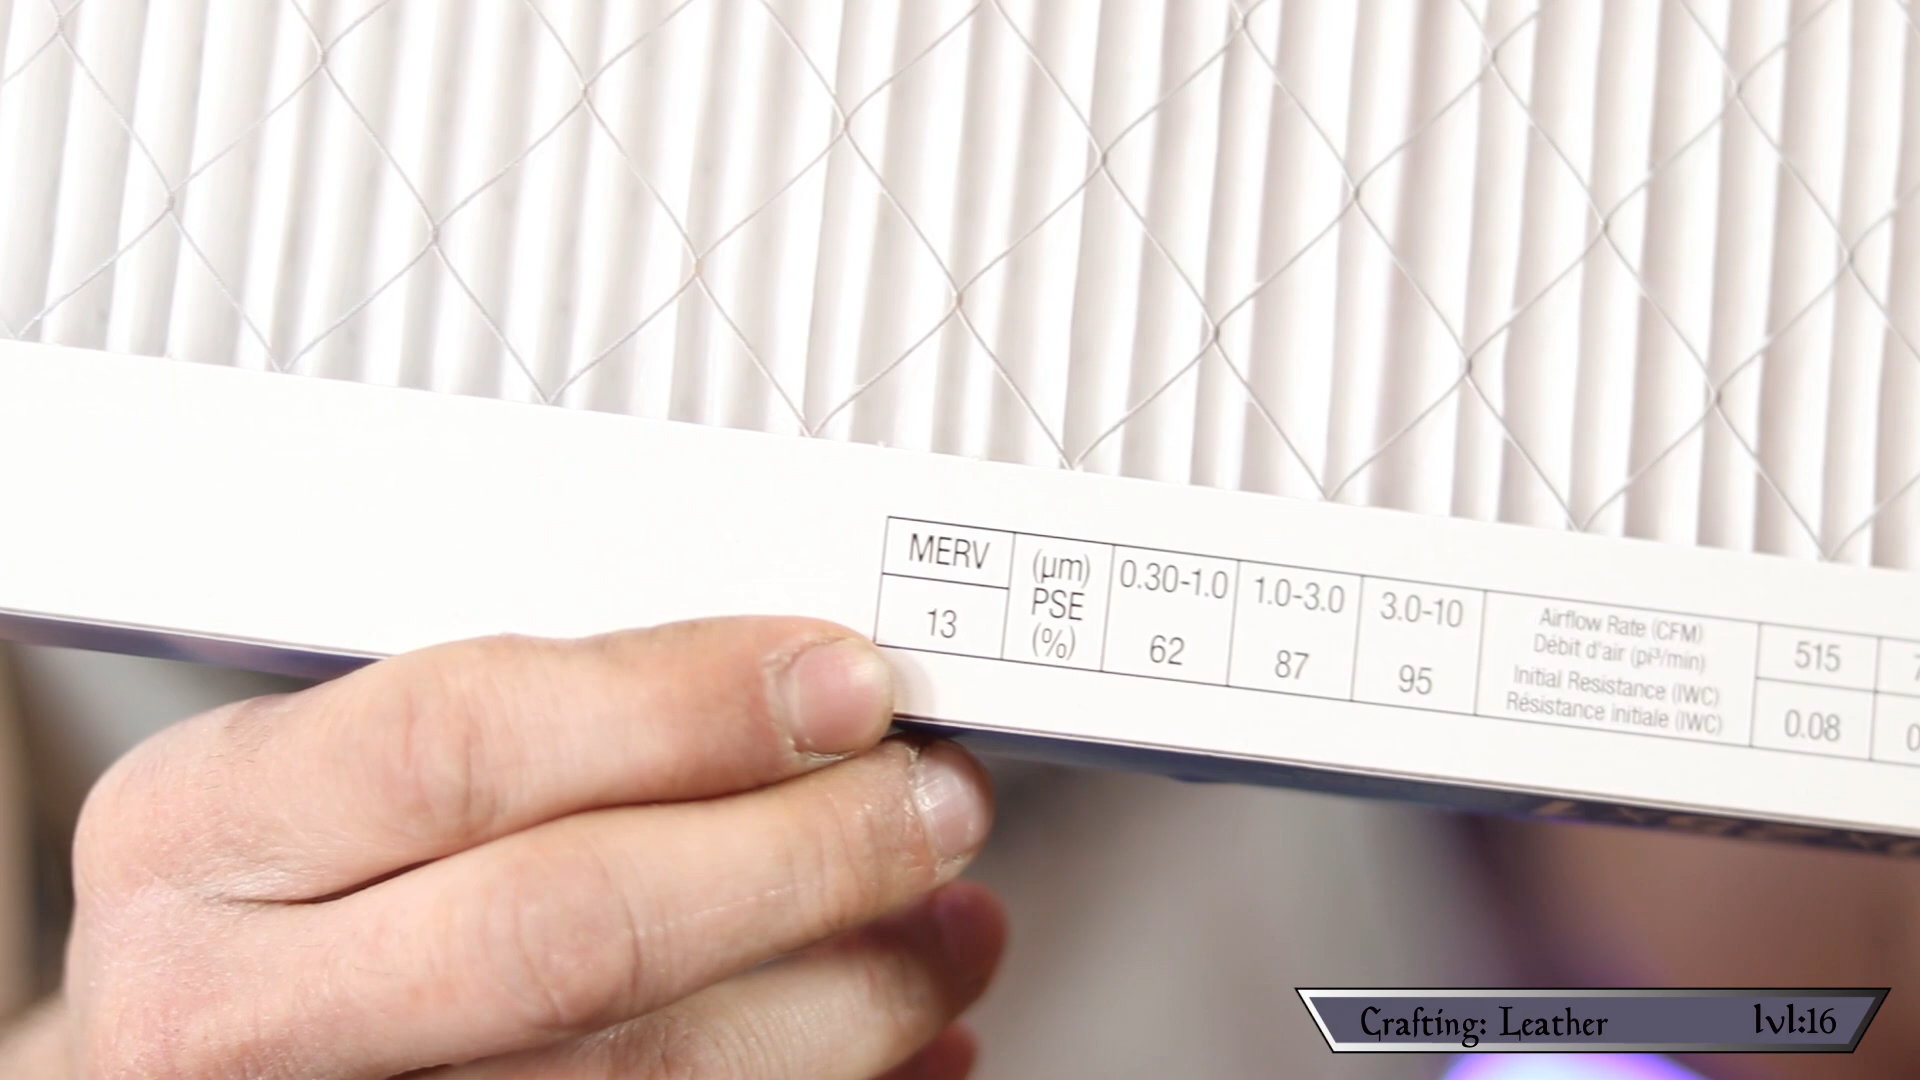 MERV
13
(µm)
PSE
(%)
0.30-1.0
62
1.0-3.0
87
3.0-10
95
Airflow Rate (CFM)
Débit d'air (pi³/min)
Initial Resistance (IWC)
Résistance initiale (IWC)
515
0.08
Crafting: Leather lvl:16